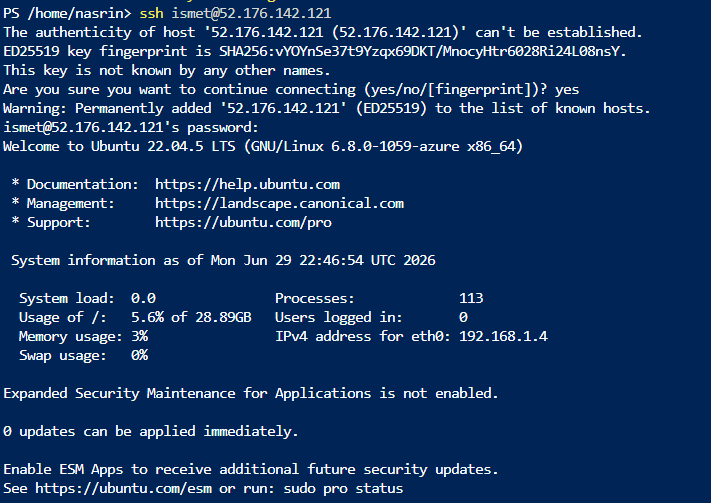 PS /home/nasrin> ssh ismet@52.176.142.121
The authenticity of host '52.176.142.121 (52.176.142.121)' can't be established.
ED25519 key fingerprint is SHA256:vYOYnSe37t9Yzqx69DKT/MnocyHtr6028Ri24L08nsY.
This key is not known by any other names.
Are you sure you want to continue connecting (yes/no/[fingerprint])? yes
Warning: Permanently added '52.176.142.121' (ED25519) to the list of known hosts.
ismet@52.176.142.121's password:
Welcome to Ubuntu 22.04.5 LTS (GNU/Linux 6.8.0-1059-azure x86_64)
* Documentation: https://help.ubuntu.com
* Management: https://landscape.canonical.com
* Support: https://ubuntu.com/pro
System information as of Mon Jun 29 22:46:54 UTC 2026
System load: 0.0 Processes: 113
Usage of /: 5.6% of 28.89GB Users logged in: 0
Memory usage: 3% IPv4 address for eth0: 192.168.1.4
Swap usage: 0%
Expanded Security Maintenance for Applications is not enabled.
0 updates can be applied immediately.
Enable ESM Apps to receive additional future security updates.
See https://ubuntu.com/esm or run: sudo pro status